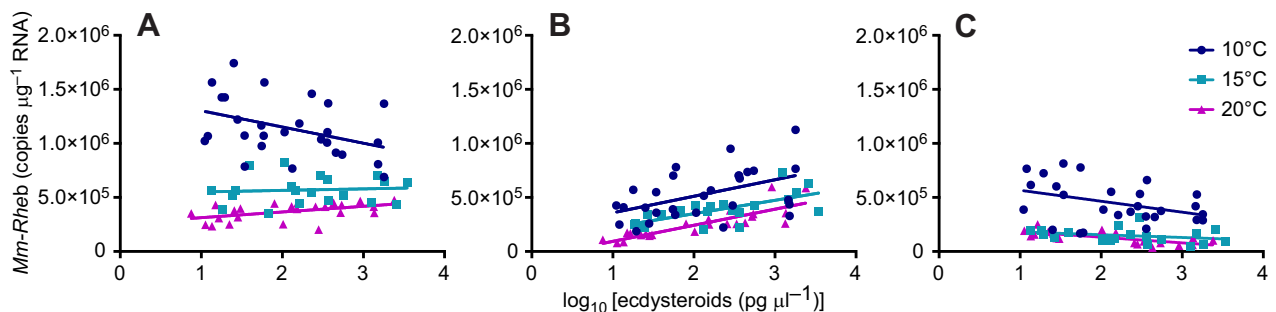 A
B
C
Mm-Rheb (copies µg⁻¹ RNA)
2.0×10⁶
1.5×10⁶
1.0×10⁶
5.0×10⁵
0
0 1 2 3 4
2.0×10⁶
1.5×10⁶
1.0×10⁶
5.0×10⁵
0
0 1 2 3 4
2.0×10⁶
1.5×10⁶
1.0×10⁶
5.0×10⁵
0
0 1 2 3 4
10°C
15°C
20°C
log₁₀ [ecdysteroids (pg µl⁻¹)]